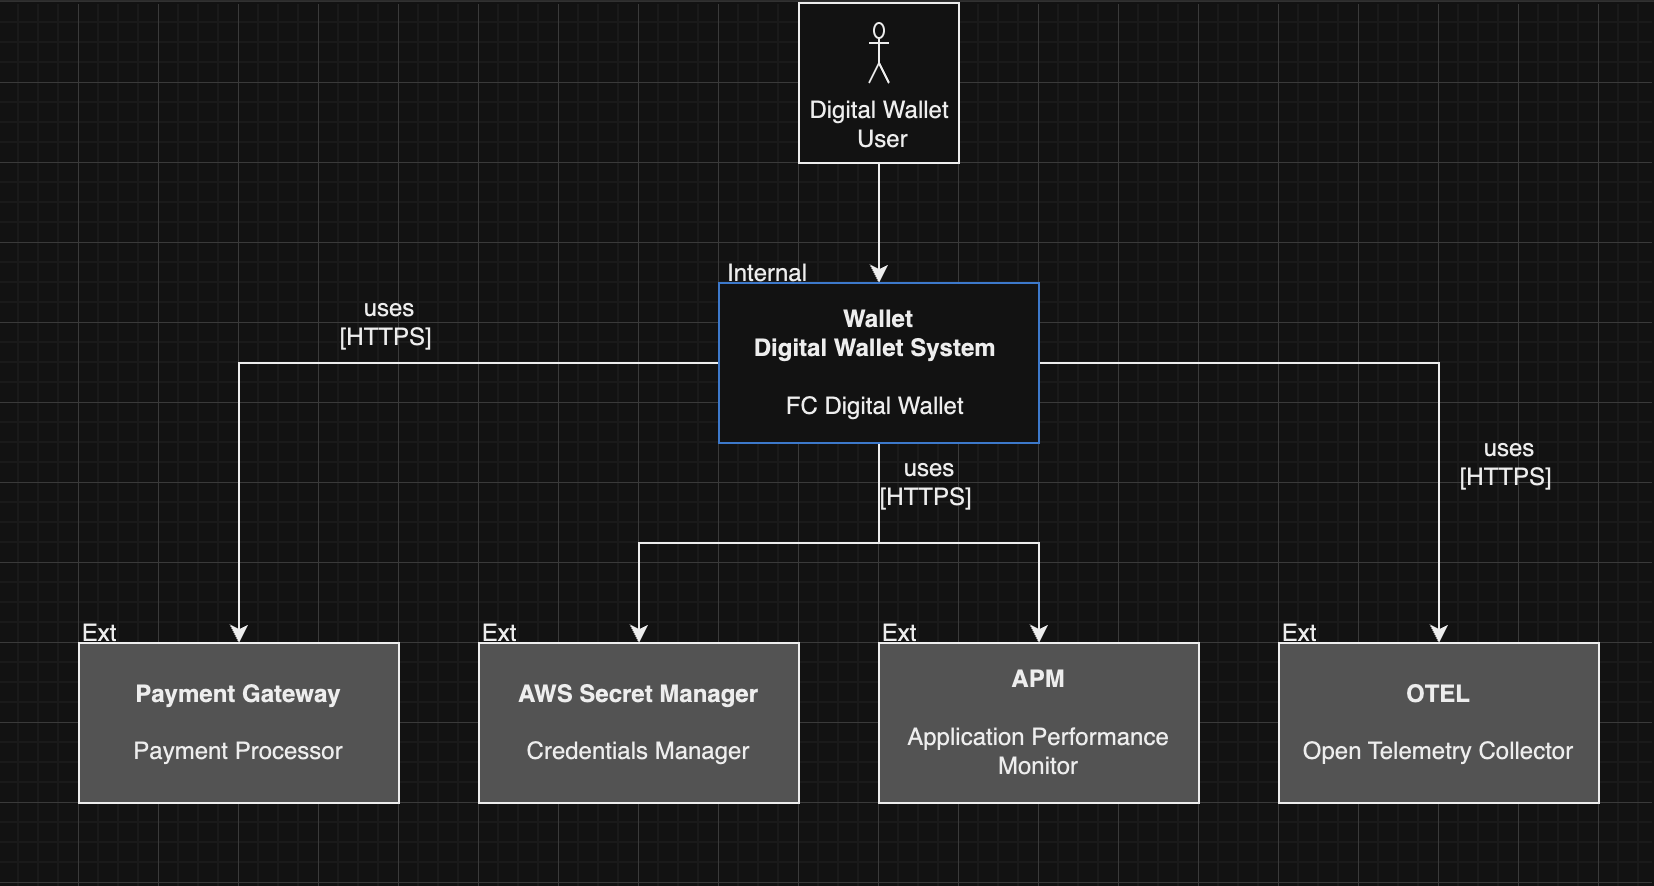 Digital Wallet
User
Internal
Wallet
Digital Wallet System
FC Digital Wallet
uses
[HTTPS]
uses
[HTTPS]
uses
[HTTPS]
Ext
Payment Gateway
Payment Processor
Ext
AWS Secret Manager
Credentials Manager
Ext
APM
Application Performance
Monitor
Ext
OTEL
Open Telemetry Collector